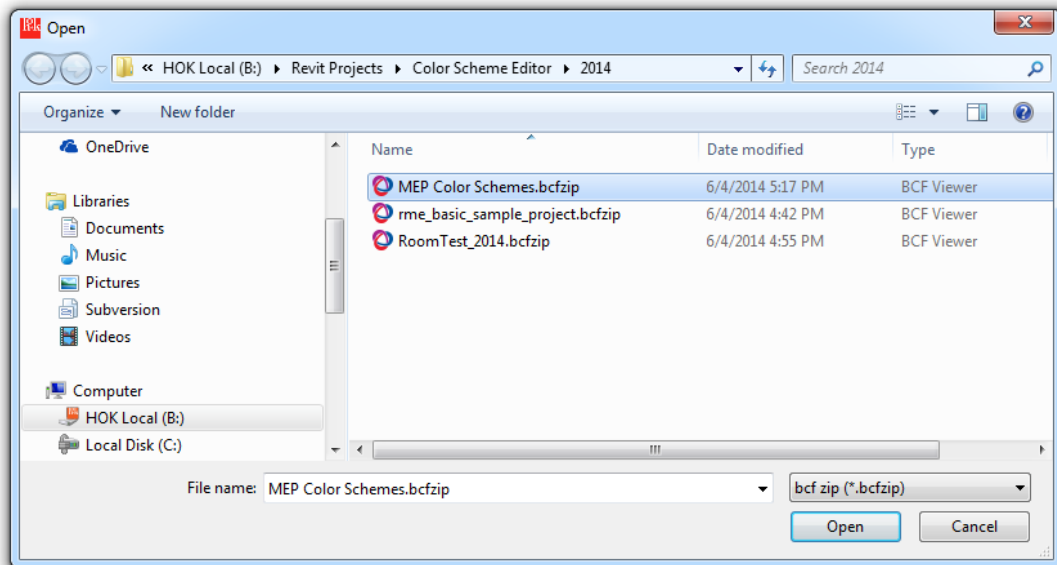 Open
« HOK Local (B:) Revit Projects Color Scheme Editor 2014 Search 2014
Organize New folder
OneDrive
Libraries
Documents
Music
Pictures
Subversion
Videos
Computer
HOK Local (B:)
Local Disk (C:)
Name Date modified Type
MEP Color Schemes.bcfzip 6/4/2014 5:17 PM BCF Viewer
rme_basic_sample_project.bcfzip 6/4/2014 4:42 PM BCF Viewer
RoomTest_2014.bcfzip 6/4/2014 4:55 PM BCF Viewer
File name: MEP Color Schemes.bcfzip bcf zip (*.bcfzip)
Open Cancel